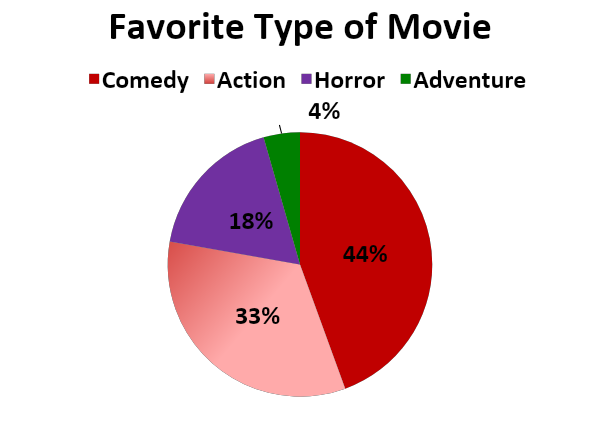 Favorite Type of Movie
Comedy Action Horror Adventure
4%
18%
44%
33%